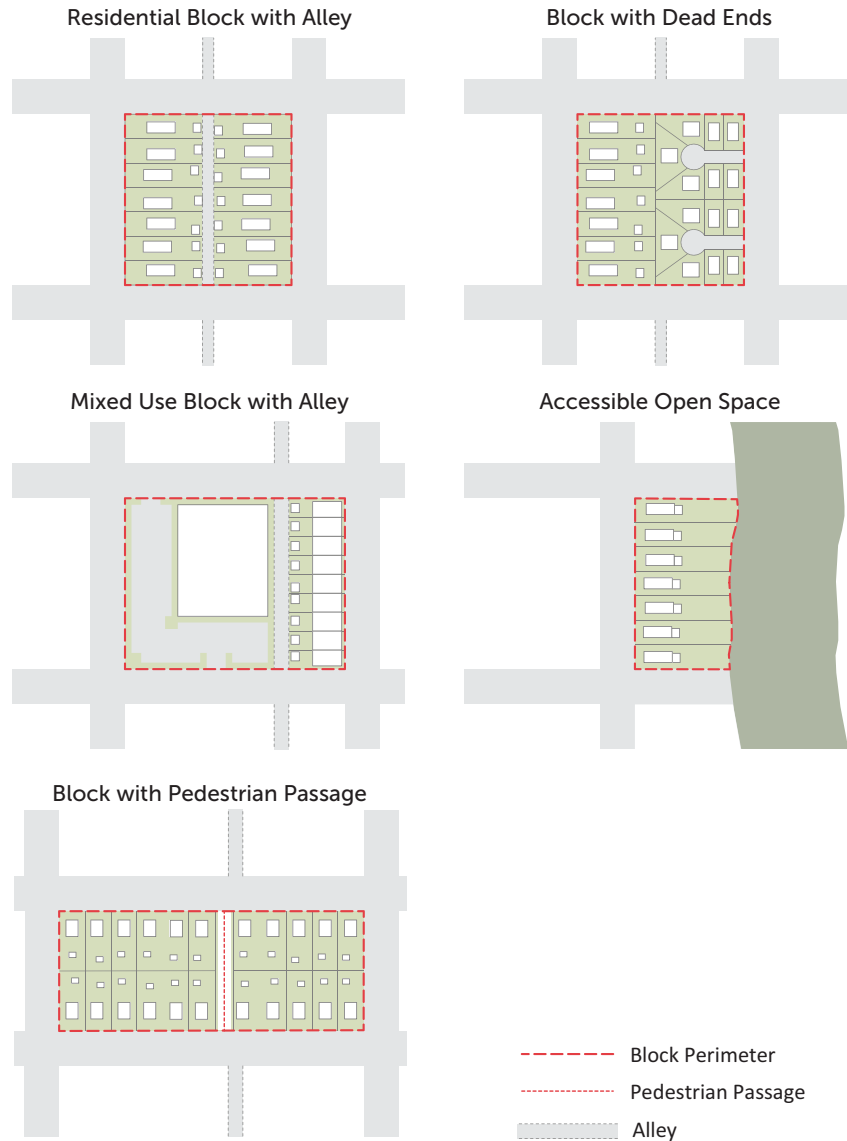 Residential Block with Alley
Block with Dead Ends
Mixed Use Block with Alley
Accessible Open Space
Block with Pedestrian Passage
Block Perimeter
Pedestrian Passage
Alley